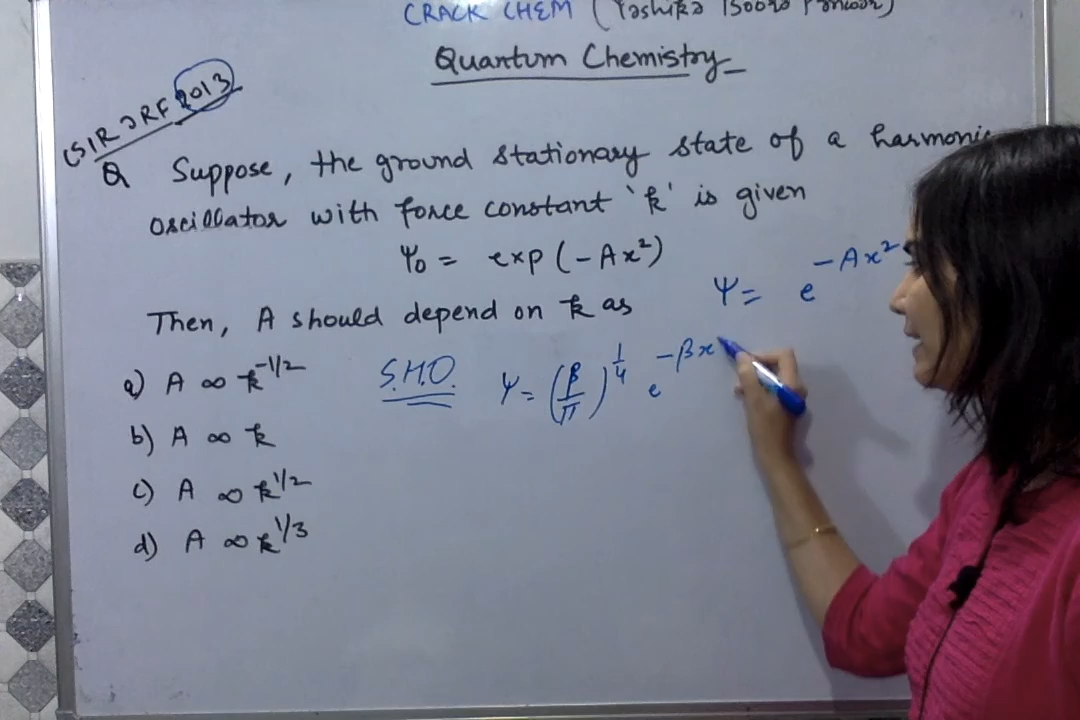 CRACK CHEM (
Quantum Chemistry
CSIR JRF 2013
Q Suppose, the ground stationary state of a harmonic
oscillator with force constant 'k' is given
Ψ₀ = exp (-Ax²)
Ψ = e^{-Ax²}
Then, A should depend on k as
a) A ∝ k^{-1/2}
S.H.O. Ψ = (β/π)^{1/4} e^{-βx}
b) A ∝ k
c) A ∝ k^{1/2}
d) A ∝ k^{1/3}